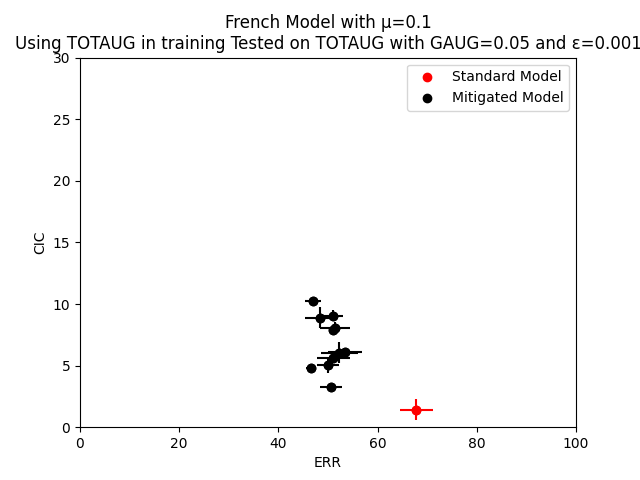 French Model with μ=0.1
Using TOTAUG in training Tested on TOTAUG with GAUG=0.05 and ε=0.001
Standard Model
Mitigated Model
30
25
20
15
10
5
0
CIC
0 20 40 60 80 100
ERR